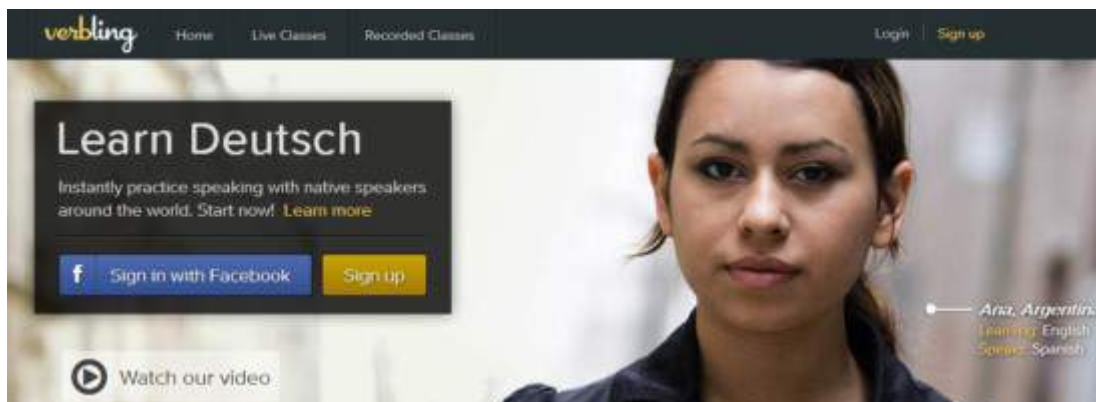 verbling Home Live Classes Recorded Classes Login Sign up
Learn Deutsch
Instantly practice speaking with native speakers
around the world. Start now! Learn more
f Sign in with Facebook Sign up
Ana, Argentina
Learning: English
Speaks: Spanish
Watch our video